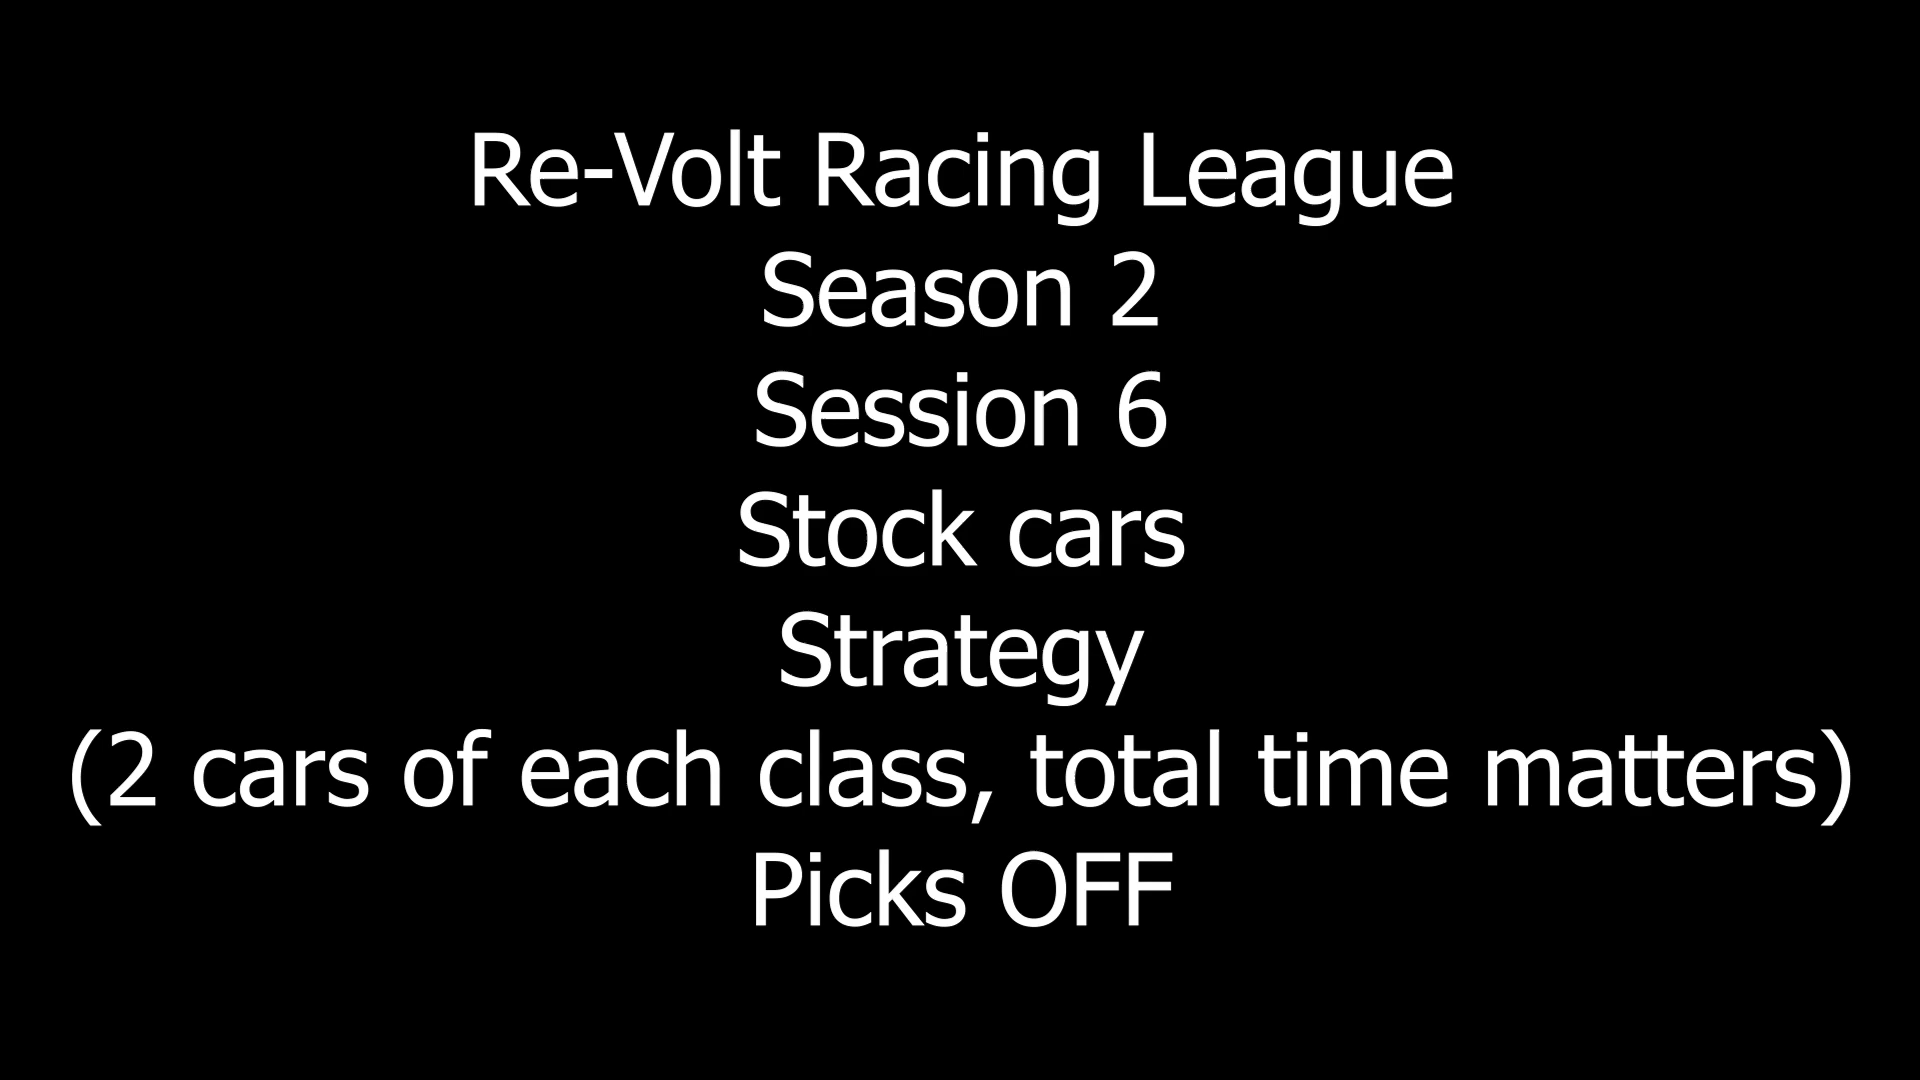 Re-Volt Racing League
Season 2
Session 6
Stock cars
Strategy
(2 cars of each class, total time matters)
Picks OFF